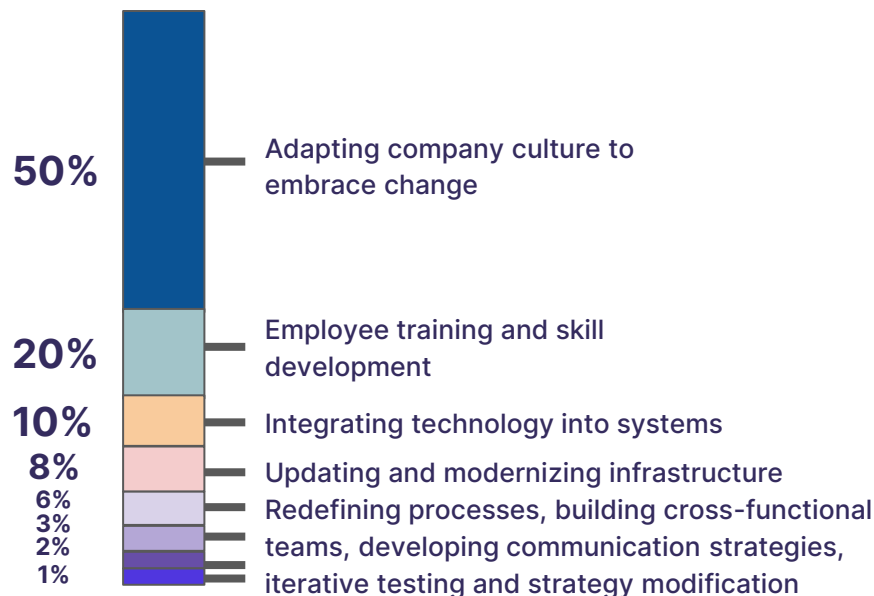 50%
Adapting company culture to
embrace change
20%
Employee training and skill
development
10%
Integrating technology into systems
8%
Updating and modernizing infrastructure
6%
Redefining processes, building cross-functional
3%
teams, developing communication strategies,
2%
1%
iterative testing and strategy modification